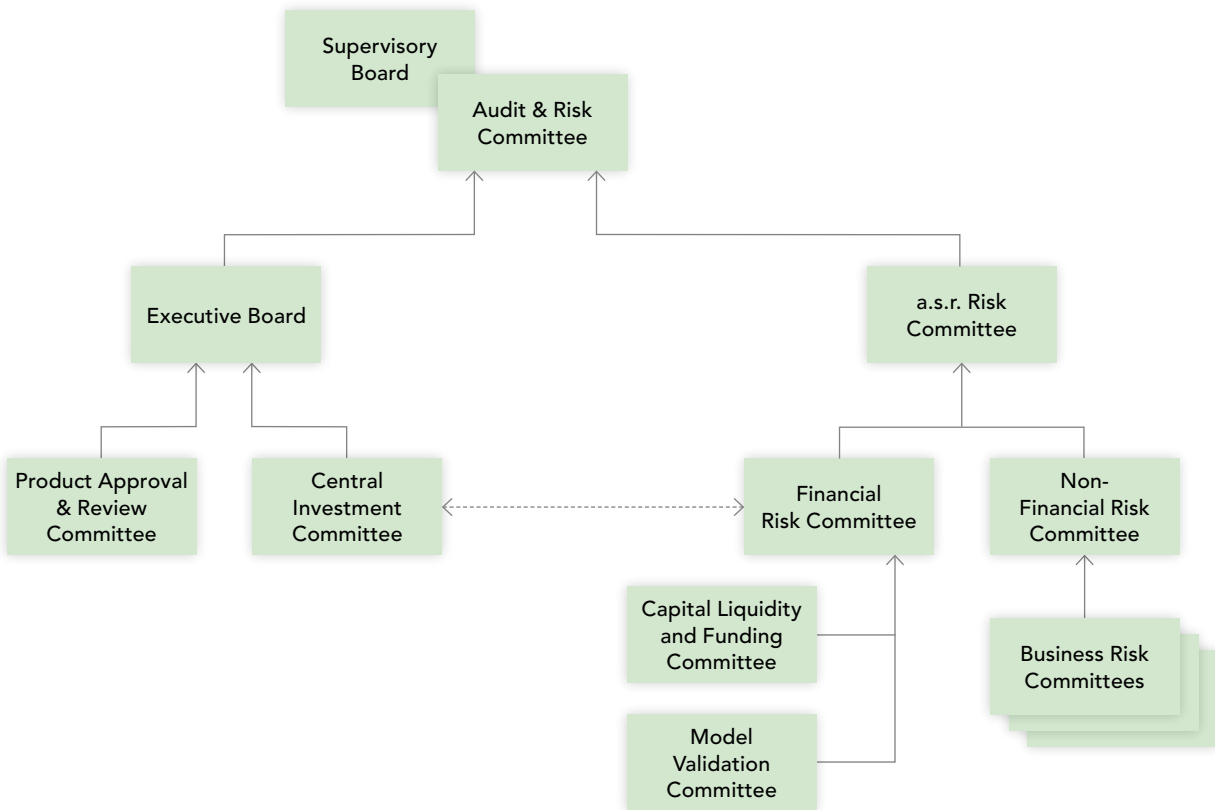 Supervisory
Board
Audit & Risk
Committee
Executive Board
a.s.r. Risk
Committee
Product Approval
& Review
Committee
Central
Investment
Committee
Financial
Risk Committee
Non-
Financial Risk
Committee
Capital Liquidity
and Funding
Committee
Business Risk
Committees
Model
Validation
Committee